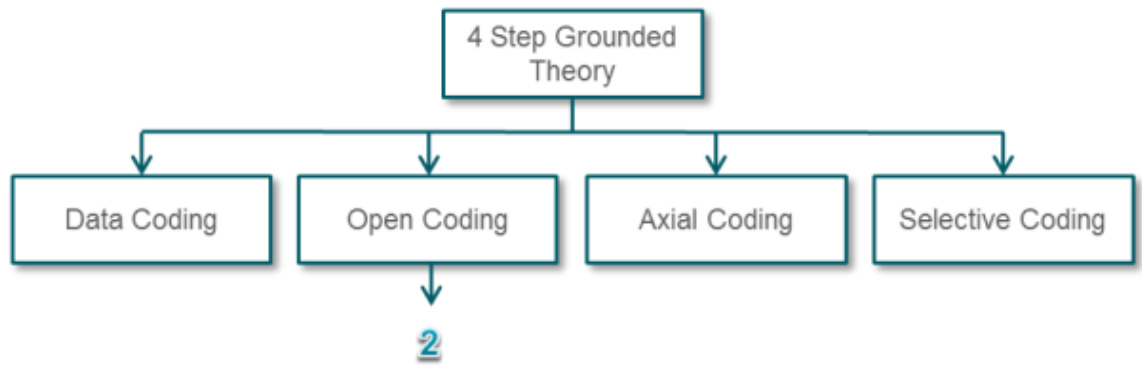 4 Step Grounded
Theory
Data Coding
Open Coding
Axial Coding
Selective Coding
2